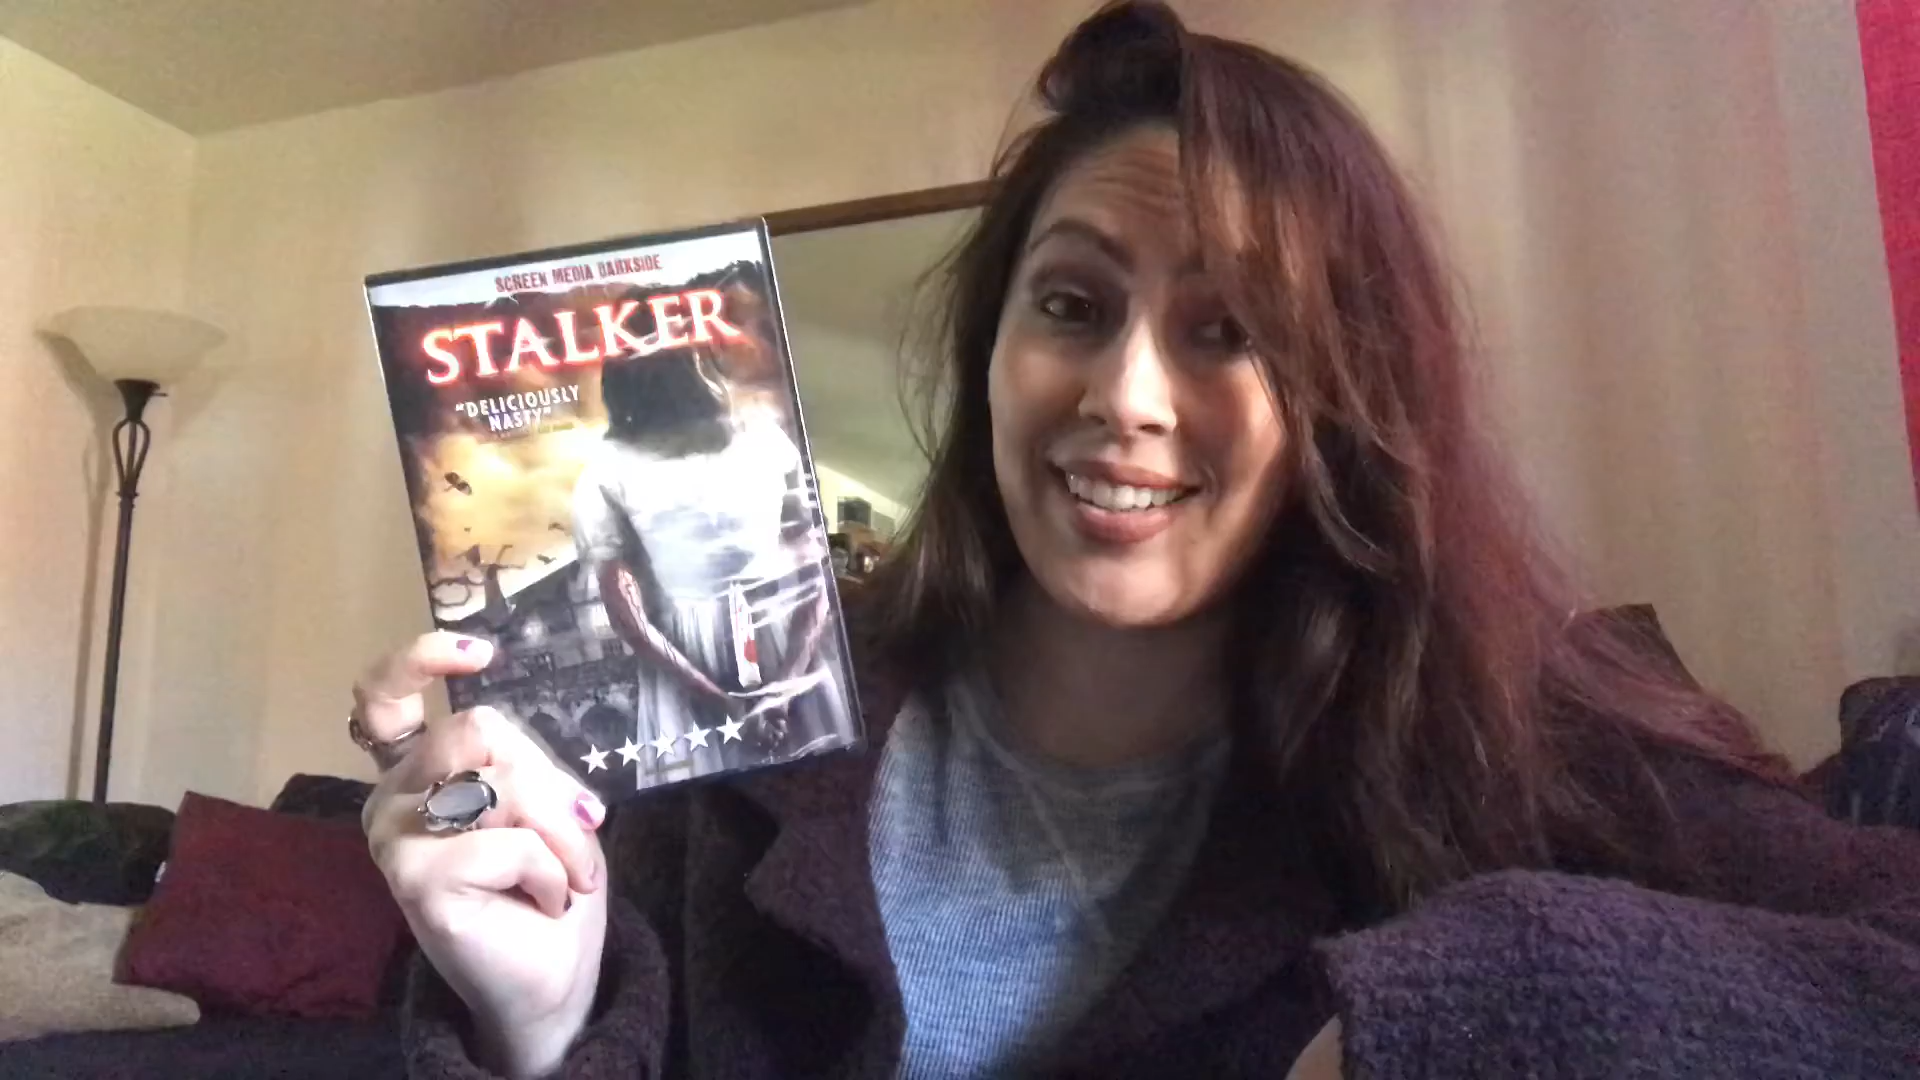 SCREEN MEDIA DARKSIDE
STALKER
"DELICIOUSLY
NASTY"